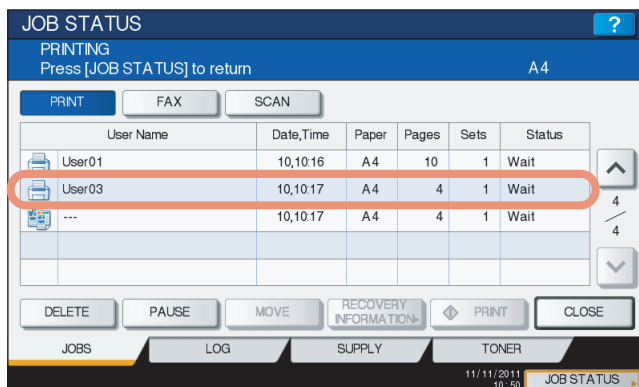 JOB STATUS ?
PRINTING
Press [JOB STATUS] to return A4
PRINT FAX SCAN
User Name Date,Time Paper Pages Sets Status
User01 10,10:16 A4 10 1 Wait
User03 10,10:17 A4 4 1 Wait
--- 10,10:17 A4 4 1 Wait
4
4
DELETE PAUSE MOVE RECOVERY INFORMATION PRINT CLOSE
JOBS LOG SUPPLY TONER
11/11/2011
10:50 JOB STATUS